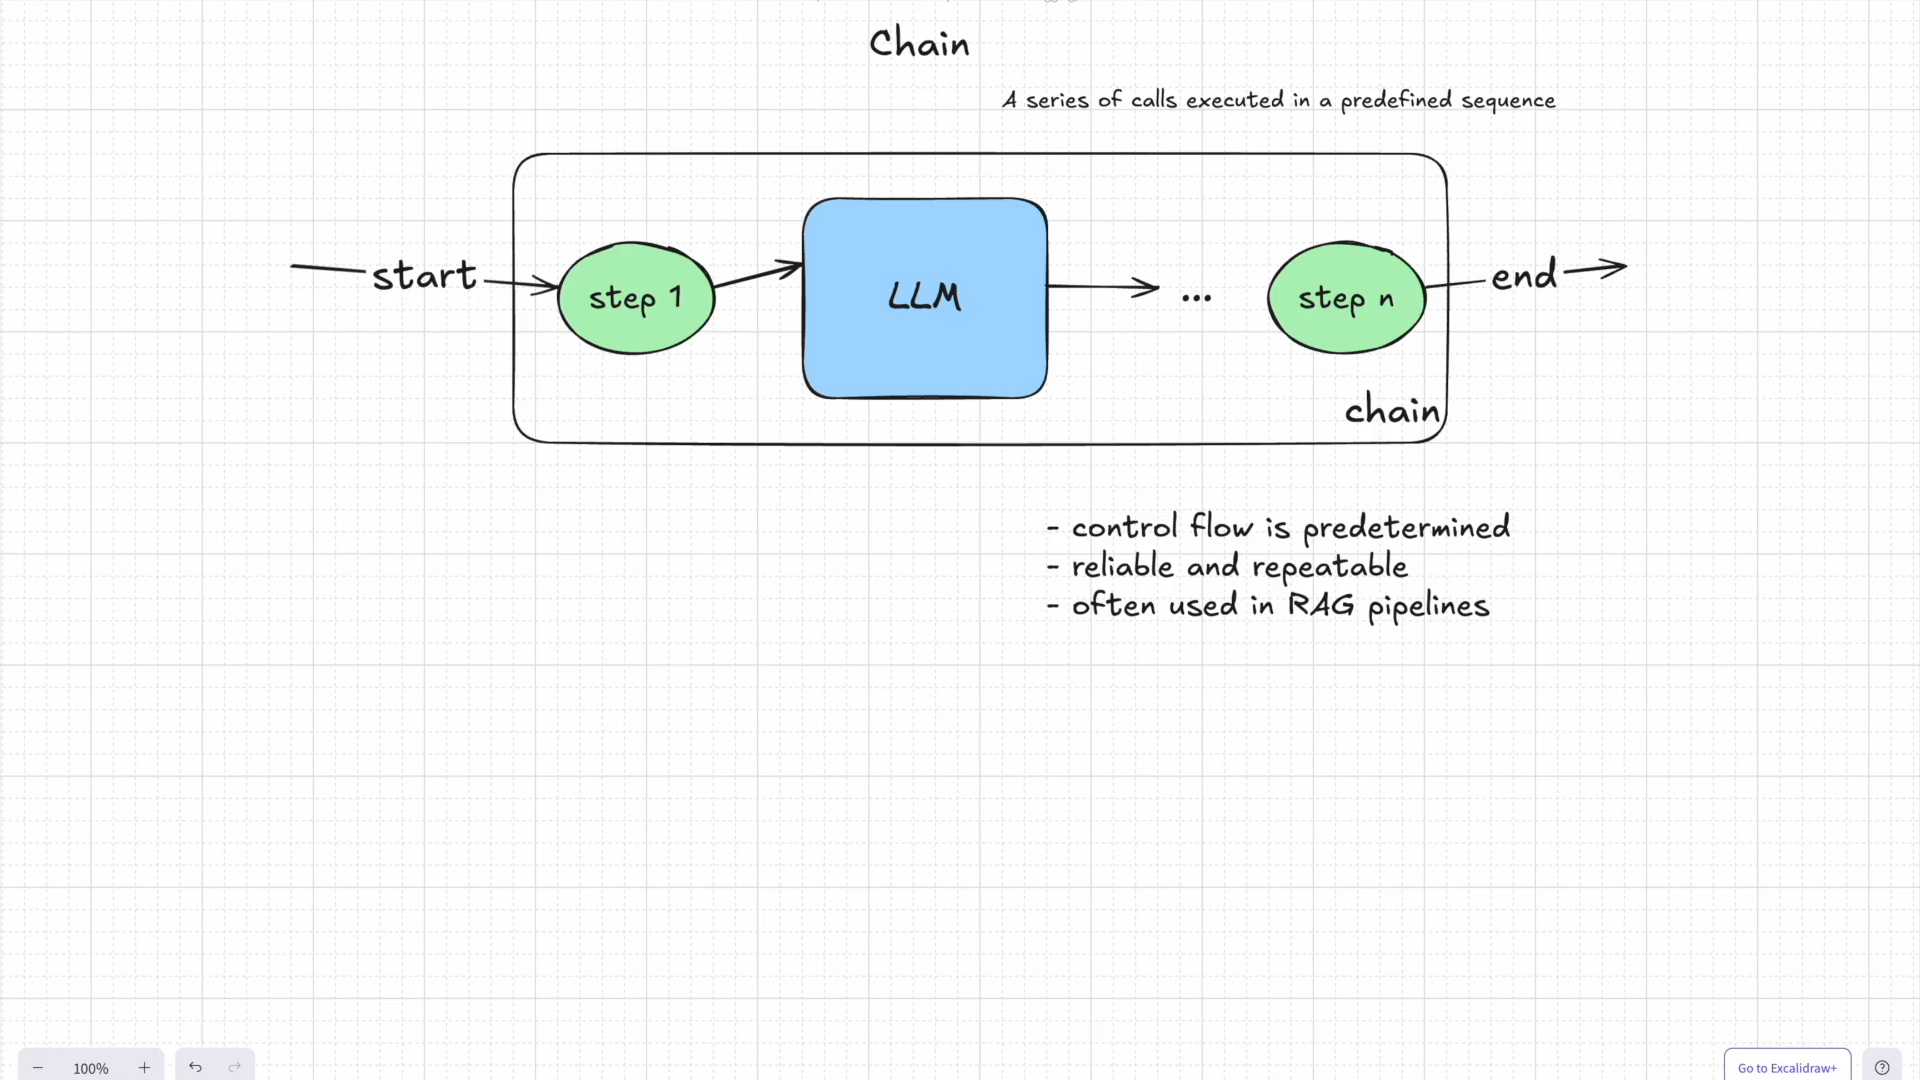 Chain
A series of calls executed in a predefined sequence
start
step 1
LLM
...
step n
end
chain
- control flow is predetermined
- reliable and repeatable
- often used in RAG pipelines
100%
Go to Excalidraw+